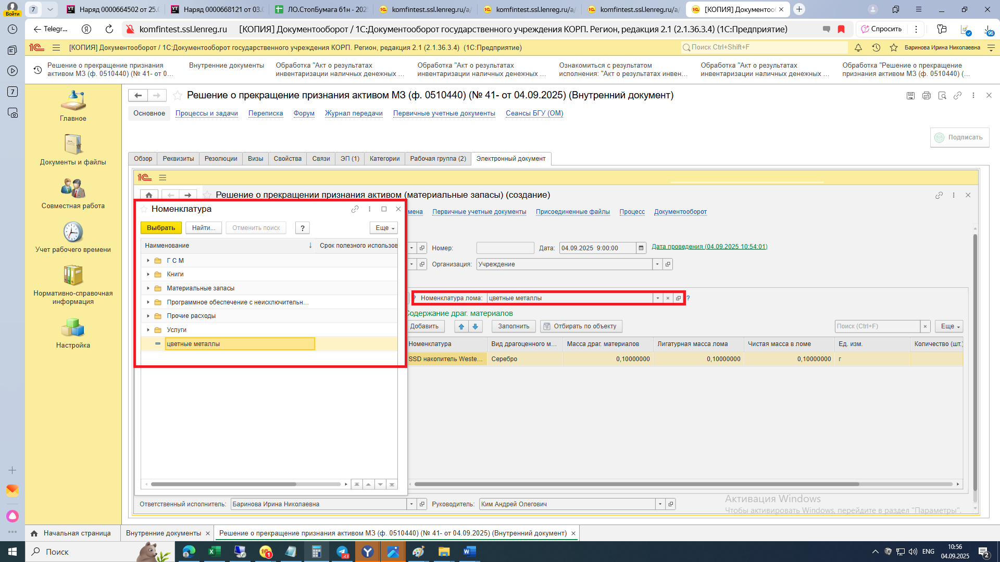 Войти
7
Наряд 0000664502 от 25.0
Наряд 0000668121 от 03.0
ЛО.СтопБумага 61н - 202
komfintest.ssl.lenreg.ru/a/
komfintest.ssl.lenreg.ru/a/
komfintest.ssl.lenreg.ru/a/
[КОПИЯ] Документоо
Telegr...
komfintest.ssl.lenreg.ru
[КОПИЯ] Документооборот / 1С:Документооборот государственного учреждения КОРП. Регион, редакция 2.1 (2.1.36.3.4) (1С:Предприятие)
Спросить
96
[КОПИЯ] Документооборот / 1С:Документооборот государственного учреждения КОРП. Регион, редакция 2.1 (2.1.36.3.4) (1С:Предприятие)
Поиск Ctrl+Shift+F
Баринова Ирина Николаевна
Решение о прекращение признания
активом МЗ (ф. 0510440) (№ 41- от 0...
Внутренние документы
Обработка "Акт о результатах
инвентаризации наличных денежных ...
Обработка "Акт о результатах
инвентаризации наличных денежных ...
Ознакомиться с результатом
исполнения: "Акт о результатах инвен...
Обработка "Акт о результатах
инвентаризации наличных денежных ...
Обработка "Решение о прекращение
признания активом МЗ (ф. 0510440) (...
7
Главное
Документы и файлы
Совместная работа
Учет рабочего времени
Нормативно-справочная
информация
Настройка
Решение о прекращение признания активом МЗ (ф. 0510440) (№ 41- от 04.09.2025) (Внутренний документ)
Основное
Процессы и задачи
Переписка
Форум
Журнал передачи
Первичные учетные документы
Сеансы БГУ (ОМ)
Подписать
Обзор
Реквизиты
Резолюции
Визы
Свойства
Связи
ЭП (1)
Категории
Рабочая группа (2)
Электронный документ
Решение о прекращении признания активом (материальные запасы) (создание)
мена
Первичные учетные документы
Присоединенные файлы
Процесс
Документооборот
Номенклатура
Выбрать
Найти...
Отменить поиск
?
Еще
Наименование
Срок полезного использов
Г С М
Книги
Материальные запасы
Программное обеспечение с неисключительн...
Прочие расходы
Услуги
цветные металлы
Номер:
Дата:
04.09.2025 9:00:00
Дата проведения (04.09.2025 10:54:01)
Организация:
Учреждение
? Номенклатура лома:
цветные металлы
?
Содержание драг. материалов
Добавить
Заполнить
Отбирать по объекту
Поиск (Ctrl+F)
Еще
Номенклатура
Вид драгоценного м...
Масса драг. материалов
Лигатурная масса лома
Чистая масса в ломе
Ед. изм.
Количество (шт.)
SSD накопитель Weste...
Серебро
0,10000000
0,10000000
0,10000000
г
Ответственный исполнитель:
Баринова Ирина Николаевна
Руководитель:
Ким Андрей Олегович
Активация Windows
Чтобы активировать Windows, перейдите в раздел "Параметры".
Начальная страница
Внутренние документы
Решение о прекращение признания активом МЗ (ф. 0510440) (№ 41- от 04.09.2025) (Внутренний документ)
Поиск
1
43
ENG
10:56
04.09.2025
2